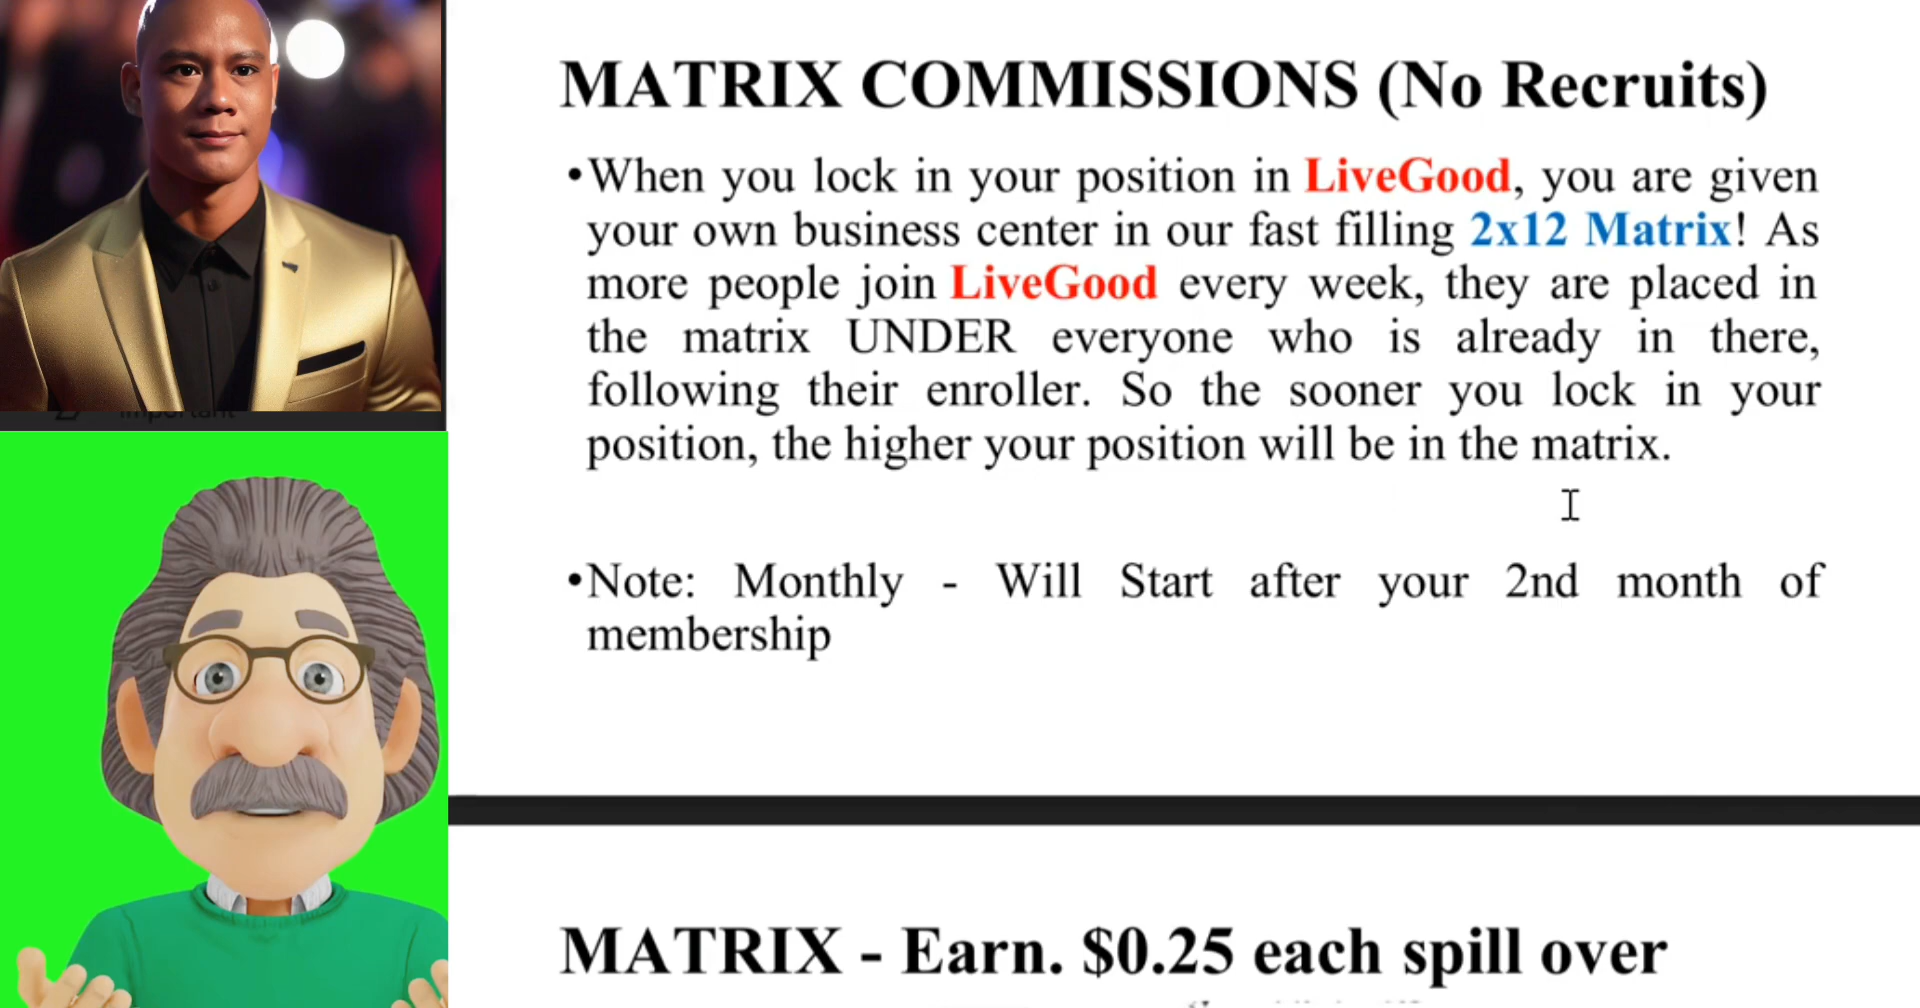 MATRIX COMMISSIONS (No Recruits)
•When you lock in your position in LiveGood, you are given
your own business center in our fast filling 2x12 Matrix! As
more people join LiveGood every week, they are placed in
the matrix UNDER everyone who is already in there,
following their enroller. So the sooner you lock in your
position, the higher your position will be in the matrix.
•Note: Monthly - Will Start after your 2nd month of
membership
MATRIX - Earn. $0.25 each spill over
important